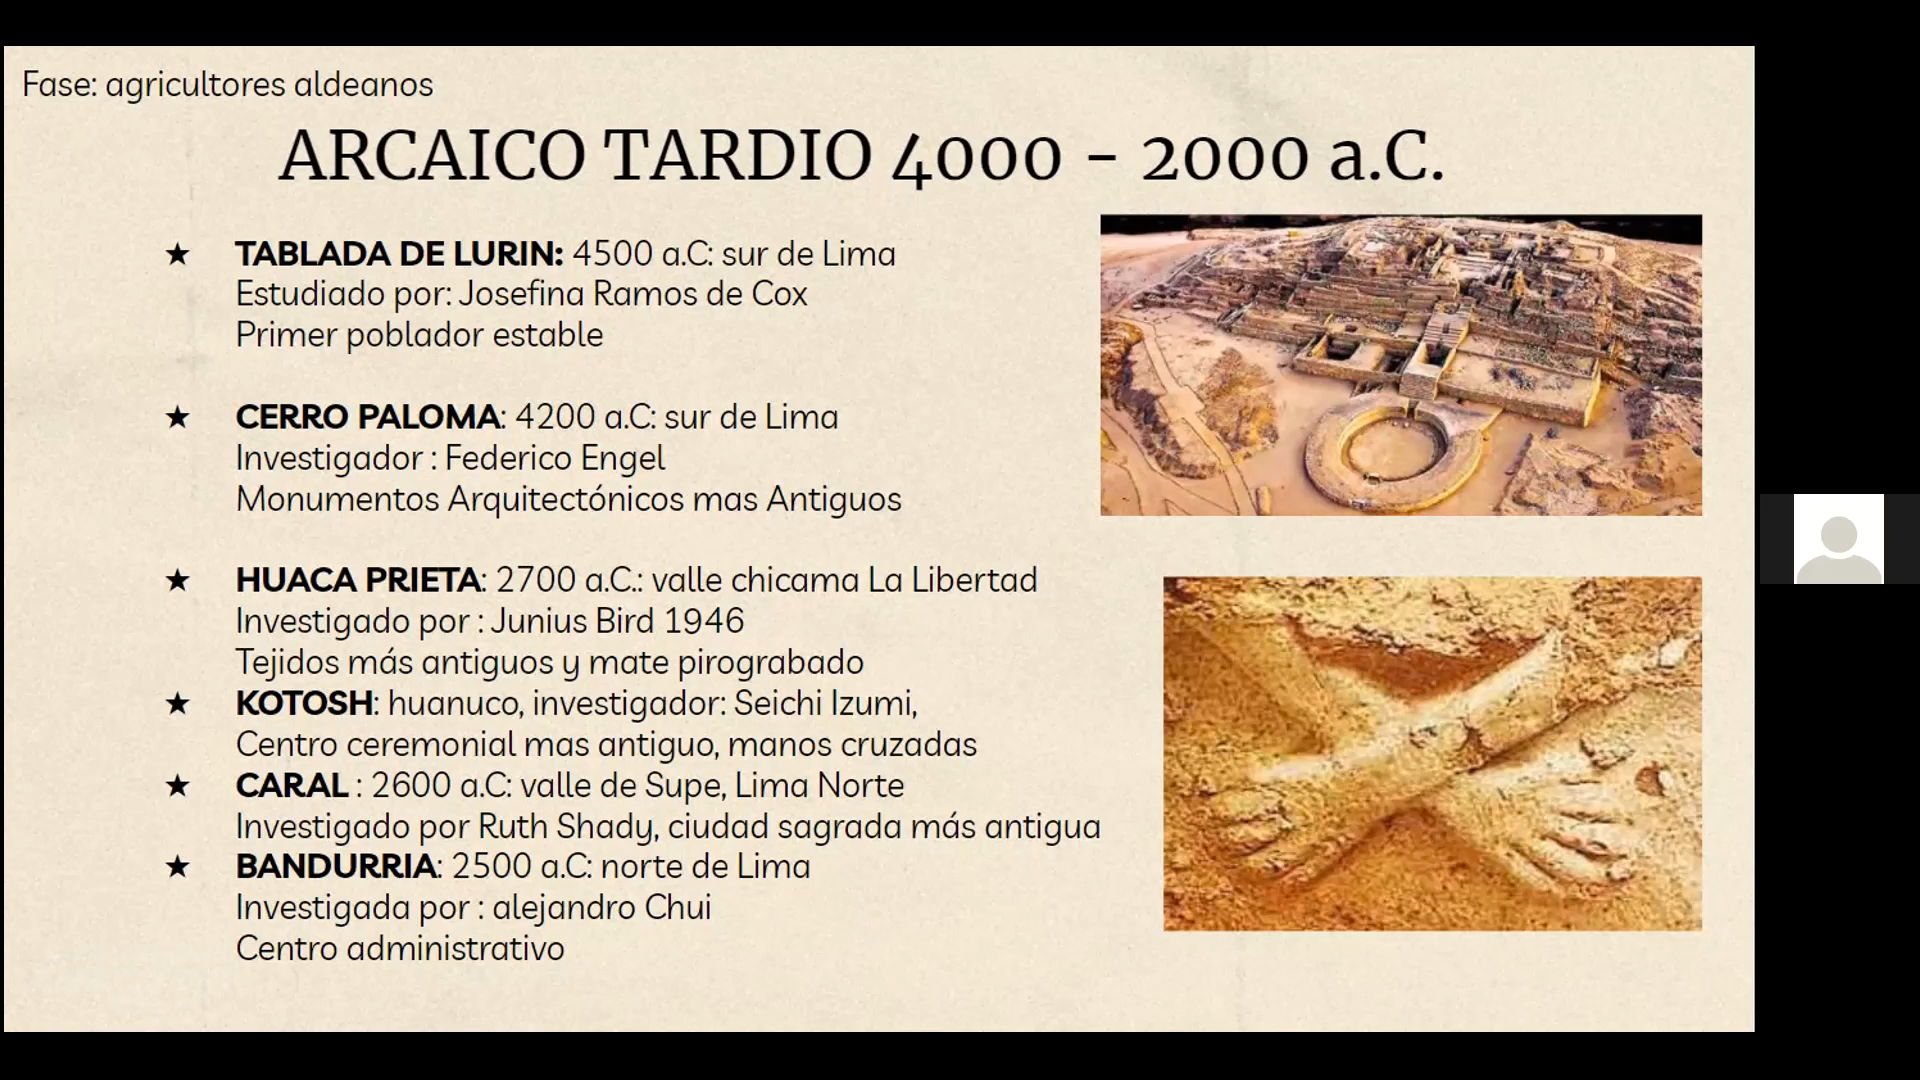 Fase: agricultores aldeanos
ARCAICO TARDIO 4000 - 2000 a.C.
★ TABLADA DE LURIN: 4500 a.C: sur de Lima
Estudiado por: Josefina Ramos de Cox
Primer poblador estable
★ CERRO PALOMA: 4200 a.C: sur de Lima
Investigador : Federico Engel
Monumentos Arquitectónicos mas Antiguos
★ HUACA PRIETA: 2700 a.C.: valle chicama La Libertad
Investigado por : Junius Bird 1946
Tejidos más antiguos y mate pirograbado
★ KOTOSH: huanuco, investigador: Seichi Izumi,
Centro ceremonial mas antiguo, manos cruzadas
★ CARAL : 2600 a.C: valle de Supe, Lima Norte
Investigado por Ruth Shady, ciudad sagrada más antigua
★ BANDURRIA: 2500 a.C: norte de Lima
Investigada por : alejandro Chui
Centro administrativo